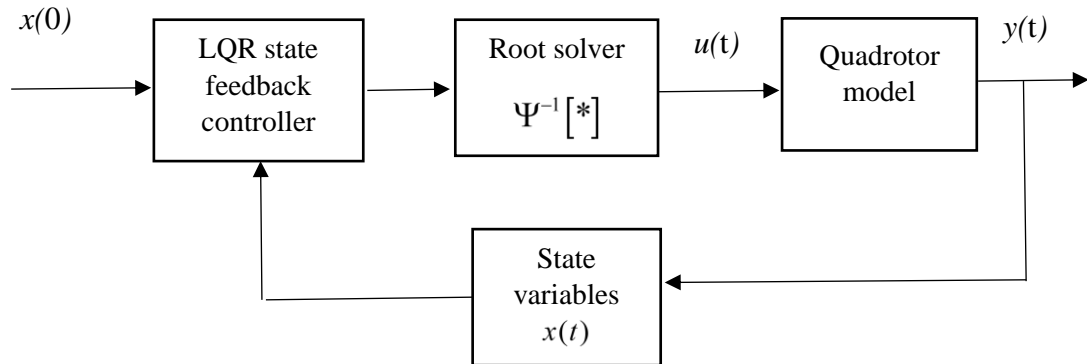 x(0)
LQR state
feedback
controller
Root solver
Ψ⁻¹[*]
u(t)
Quadrotor
model
y(t)
State
variables
x(t)